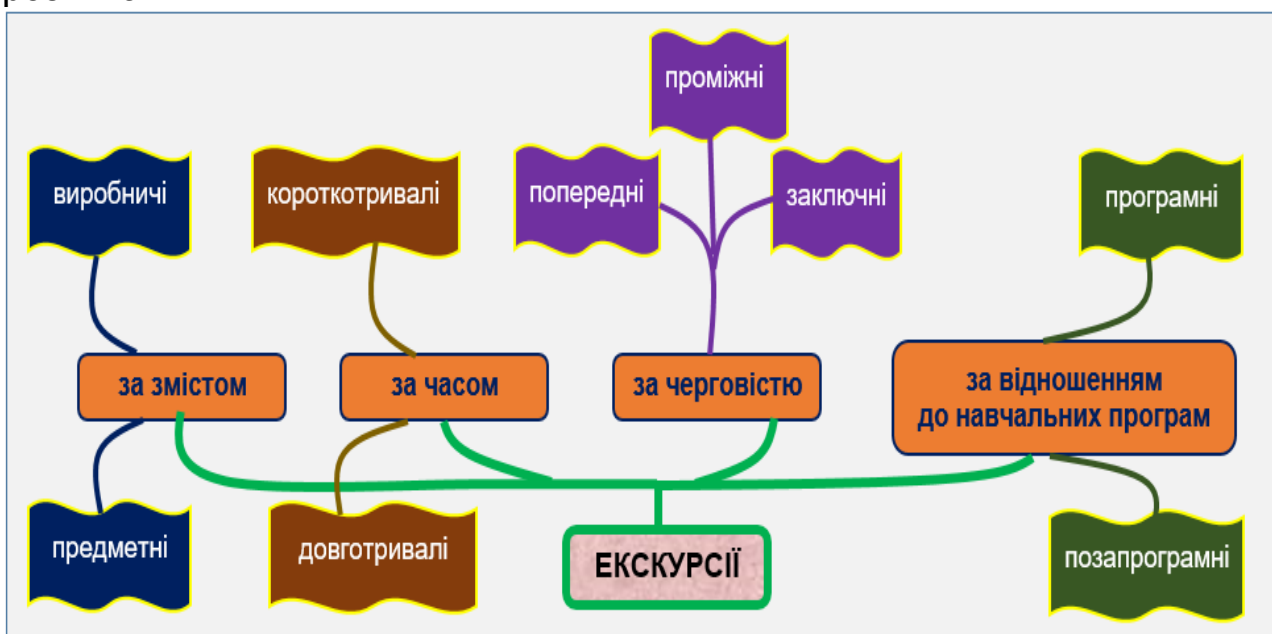 проміжні
виробничі
короткотривалі
попередні
заключні
програмні
за змістом
за часом
за черговістю
за відношенням
до навчальних програм
предметні
довготривалі
ЕКСКУРСІЇ
позапрограмні